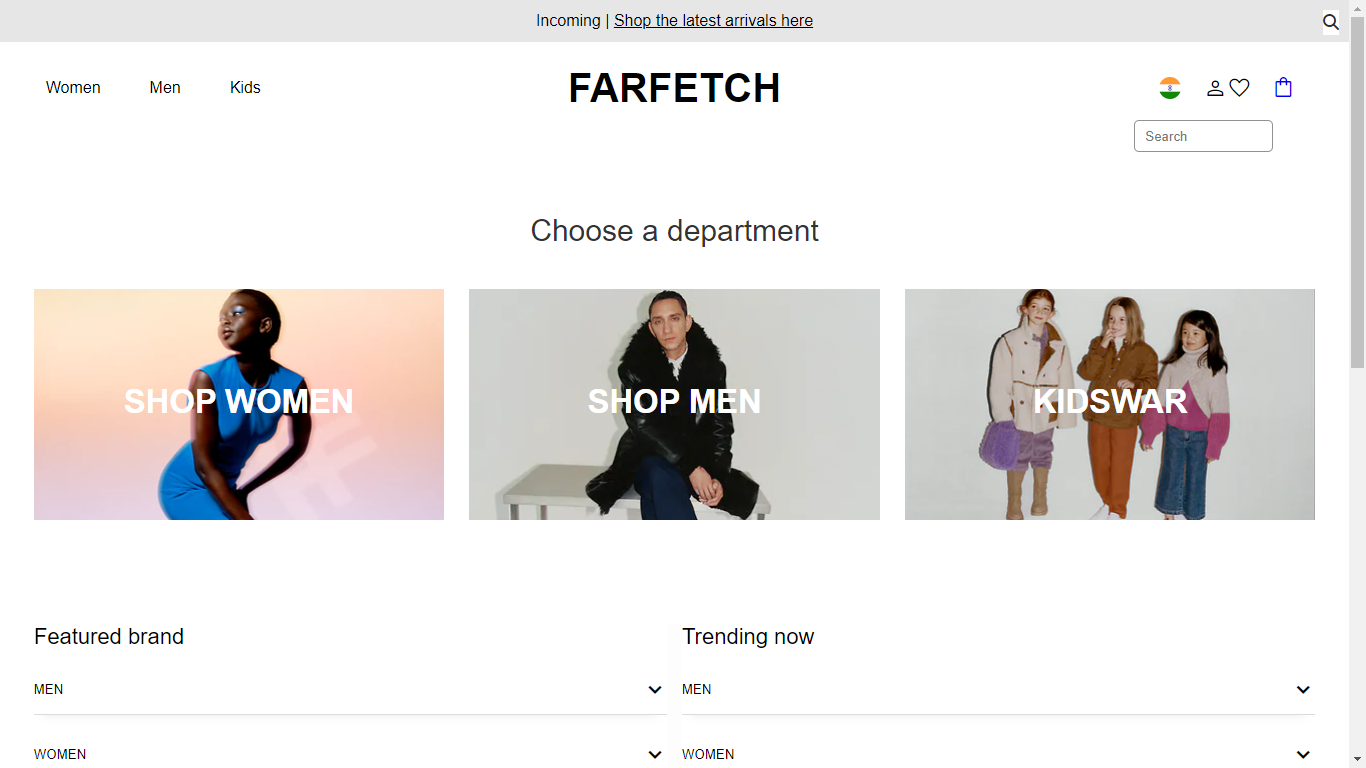 Incoming | Shop the latest arrivals here
Women Men Kids
FARFETCH
Search
Choose a department
SHOP WOMEN
SHOP MEN
KIDSWAR
Featured brand
MEN
WOMEN
Trending now
MEN
WOMEN